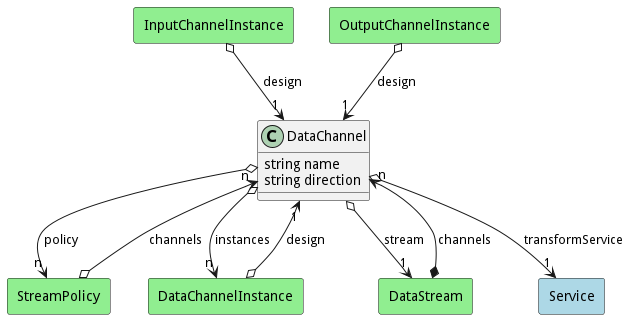 InputChannelInstance
OutputChannelInstance
design
design
1
1
C DataChannel
string name
string direction
n
n
policy
channels
instances
design
1
stream
channels
transformService
n
n
1
1
StreamPolicy
DataChannelInstance
DataStream
Service